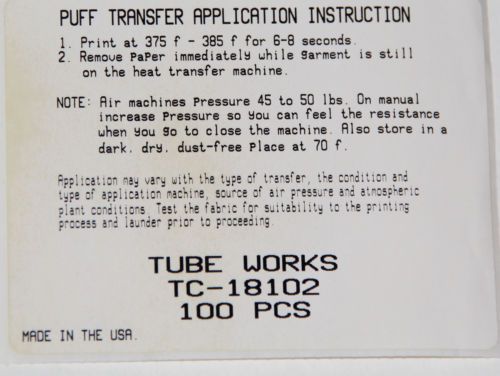 PUFF TRANSFER APPLICATION INSTRUCTION
1. Print at 375 f - 385 f for 6-8 seconds.
2. Remove PaPer immediately while garment is still
on the heat transfer machine.
NOTE: Air machines Pressure 45 to 50 lbs. On manual
increase Pressure so you can feel the resistance
when you go to close the machine. Also store in a
dark, dry, dust-free Place at 70 f.
Application may vary with the type of transfer, the condition and
type of application machine, source of air pressure and atmospheric
plant conditions. Test the fabric for suitability to the printing
process and launder prior to proceeding.
TUBE WORKS
TC-18102
100 PCS
MADE IN THE USA.